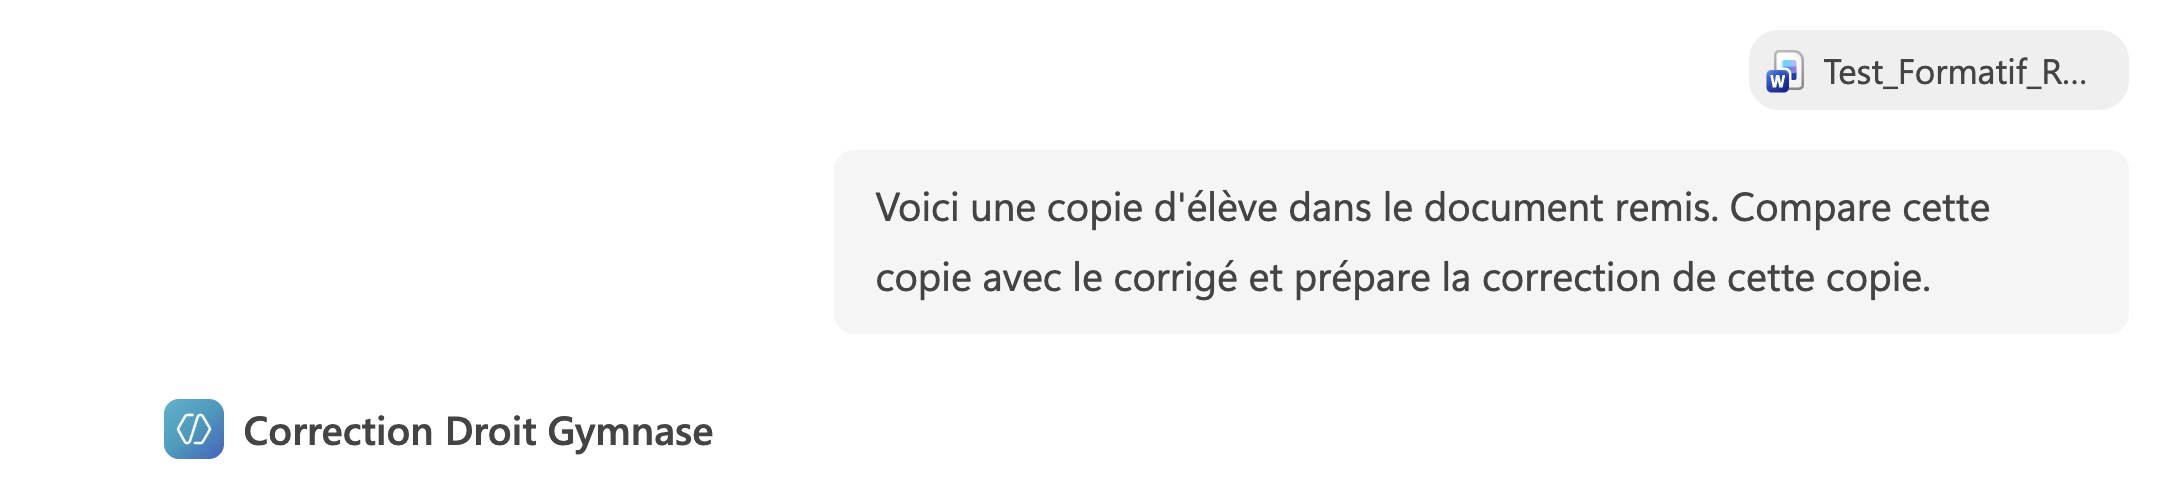 Test_Formatif_R...
Voici une copie d'élève dans le document remis. Compare cette
copie avec le corrigé et prépare la correction de cette copie.
Correction Droit Gymnase